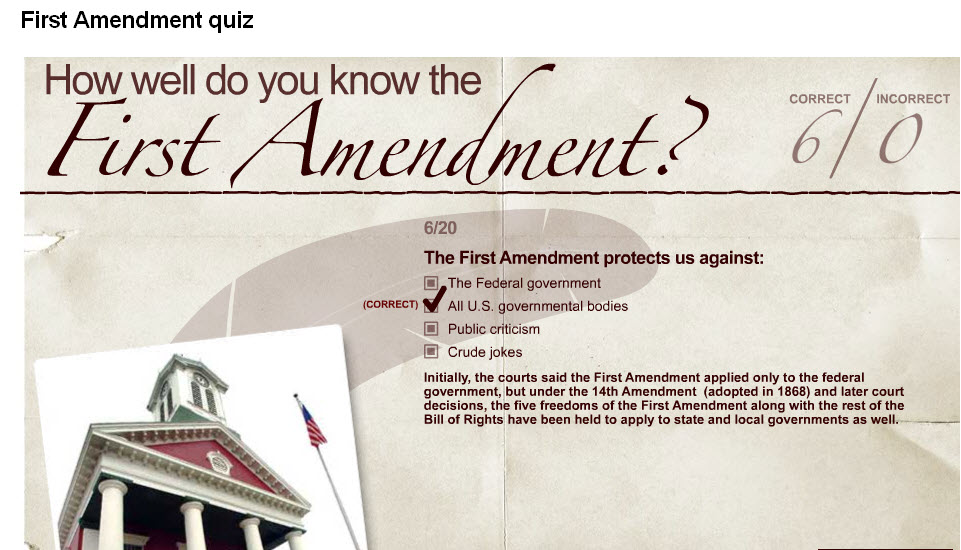 First Amendment quiz
How well do you know the
First Amendment?
CORRECT INCORRECT
6/0
6/20
The First Amendment protects us against:
The Federal government
(CORRECT) All U.S. governmental bodies
Public criticism
Crude jokes
Initially, the courts said the First Amendment applied only to the federal
government, but under the 14th Amendment (adopted in 1868) and later court
decisions, the five freedoms of the First Amendment along with the rest of the
Bill of Rights have been held to apply to state and local governments as well.